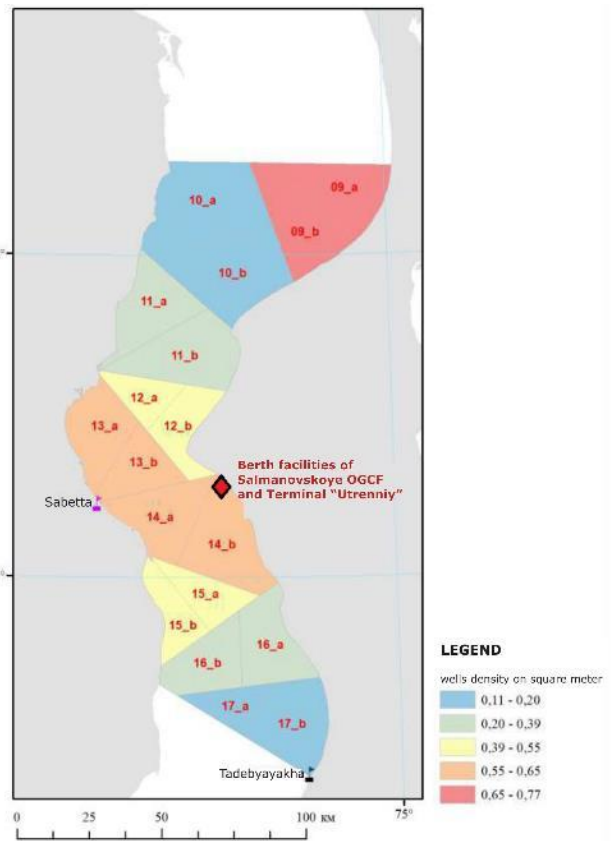 09_a
10_a
09_b
10_b
11_a
11_b
12_a
13_a
12_b
13_b
Berth facilities of
Salmanovskoye OGCF
and Terminal “Utrenniy”
Sabetta
14_a
14_b
15_a
15_b
16_a
16_b
17_a
17_b
Tadebyayakha
LEGEND
wells density on square meter
0,11 - 0,20
0,20 - 0,39
0,39 - 0,55
0,55 - 0,65
0,65 - 0,77
75°
0 25 50 100 км